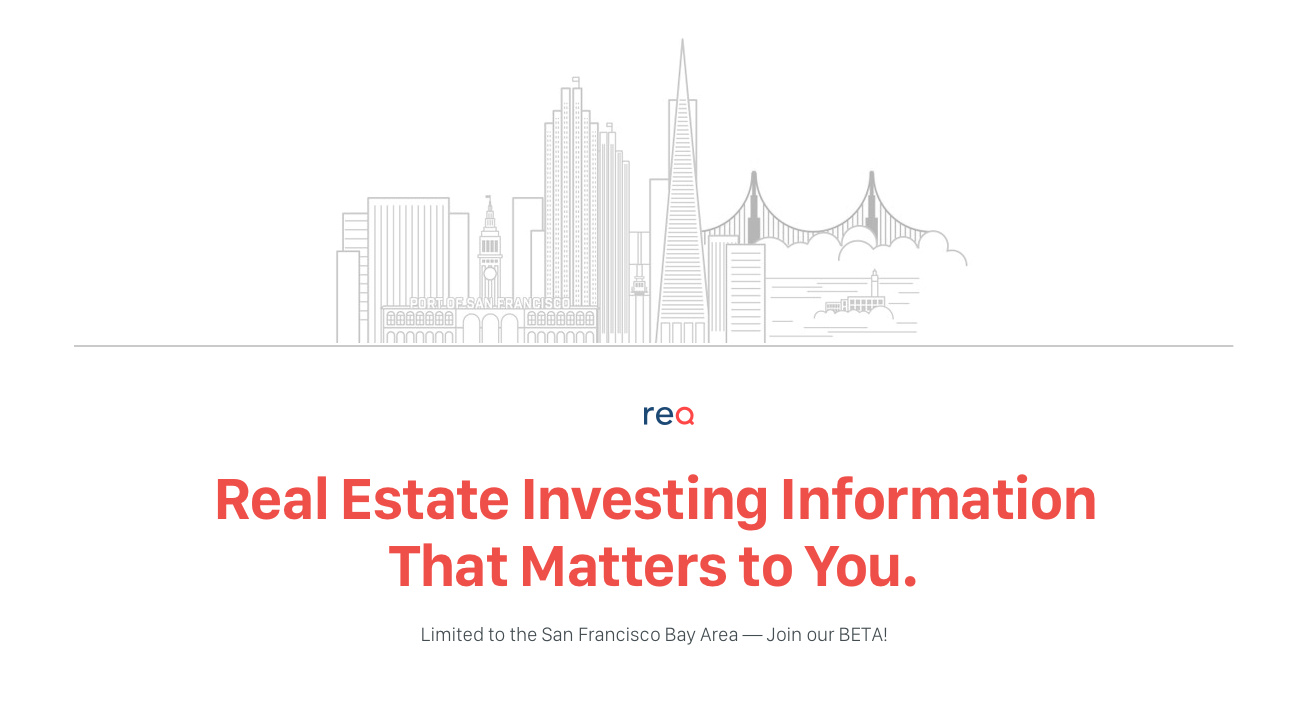 PORT OF SAN FRANCISCO
req
Real Estate Investing Information
That Matters to You.
Limited to the San Francisco Bay Area — Join our BETA!